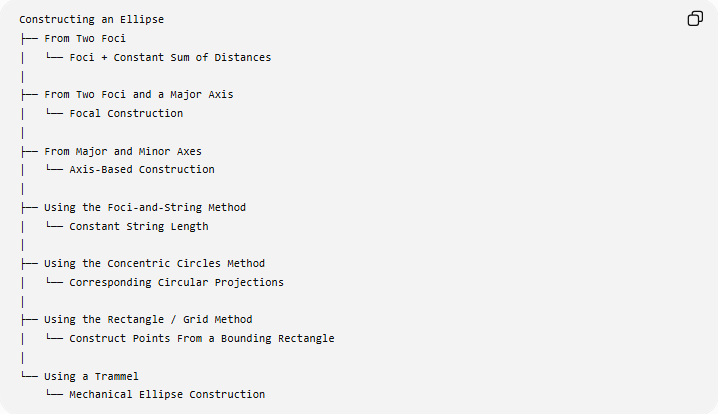 Constructing an Ellipse
├── From Two Foci
│   └── Foci + Constant Sum of Distances
│
├── From Two Foci and a Major Axis
│   └── Focal Construction
│
├── From Major and Minor Axes
│   └── Axis-Based Construction
│
├── Using the Foci-and-String Method
│   └── Constant String Length
│
├── Using the Concentric Circles Method
│   └── Corresponding Circular Projections
│
├── Using the Rectangle / Grid Method
│   └── Construct Points From a Bounding Rectangle
│
└── Using a Trammel
    └── Mechanical Ellipse Construction